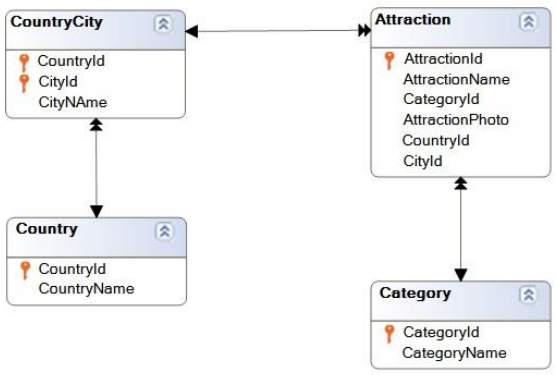 CountryCity
CountryId
CityId
CityNAme
Attraction
AttractionId
AttractionName
CategoryId
AttractionPhoto
CountryId
CityId
Country
CountryId
CountryName
Category
CategoryId
CategoryName